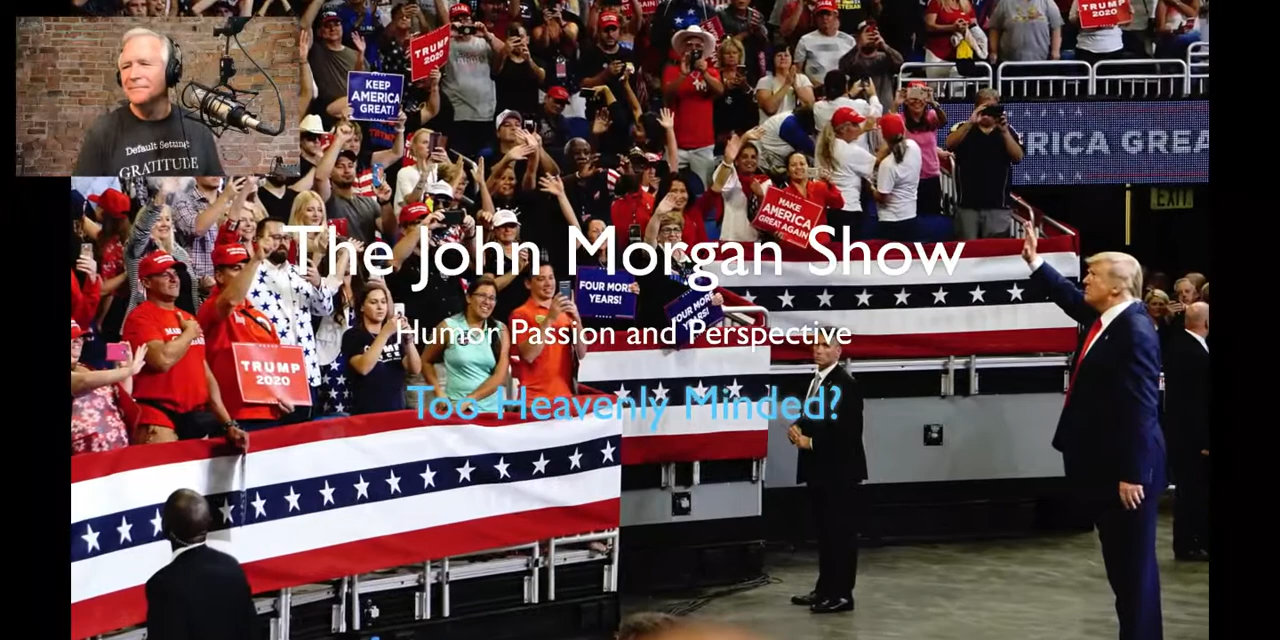 TRUMP
2020
KEEP
AMERICA
GREAT!
TRUMP
2020
Default Setting:
GRATITUDE
RICA GREA
EXIT
MAKE
AMERICA
GREAT AGAIN!
The John Morgan Show
FOUR MORE
YEARS!
FOUR MORE
YEARS!
Humor Passion and Perspective
TRUMP
2020
Too Heavenly Minded?